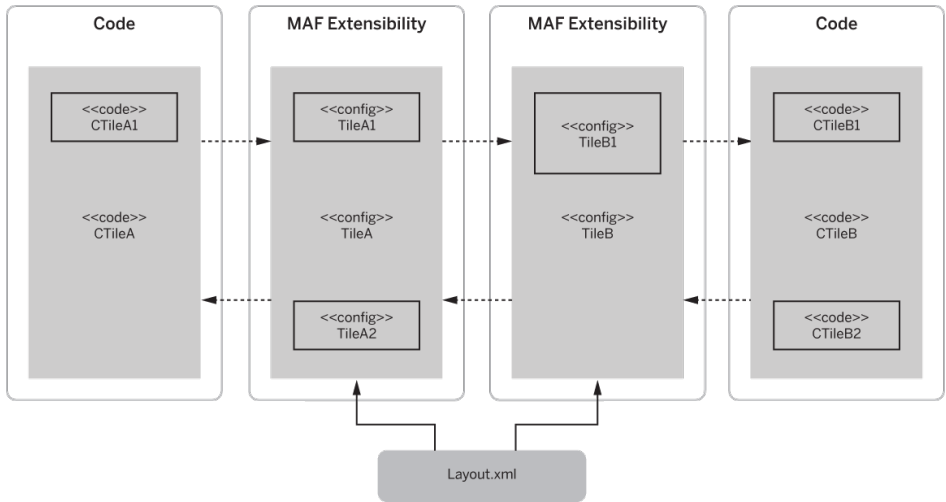 Code
<<code>>
CTileA1
<<code>>
CTileA
MAF Extensibility
<<config>>
TileA1
<<config>>
TileA
<<config>>
TileA2
MAF Extensibility
<<config>>
TileB1
<<config>>
TileB
Code
<<code>>
CTileB1
<<code>>
CTileB
<<code>>
CTileB2
Layout.xml